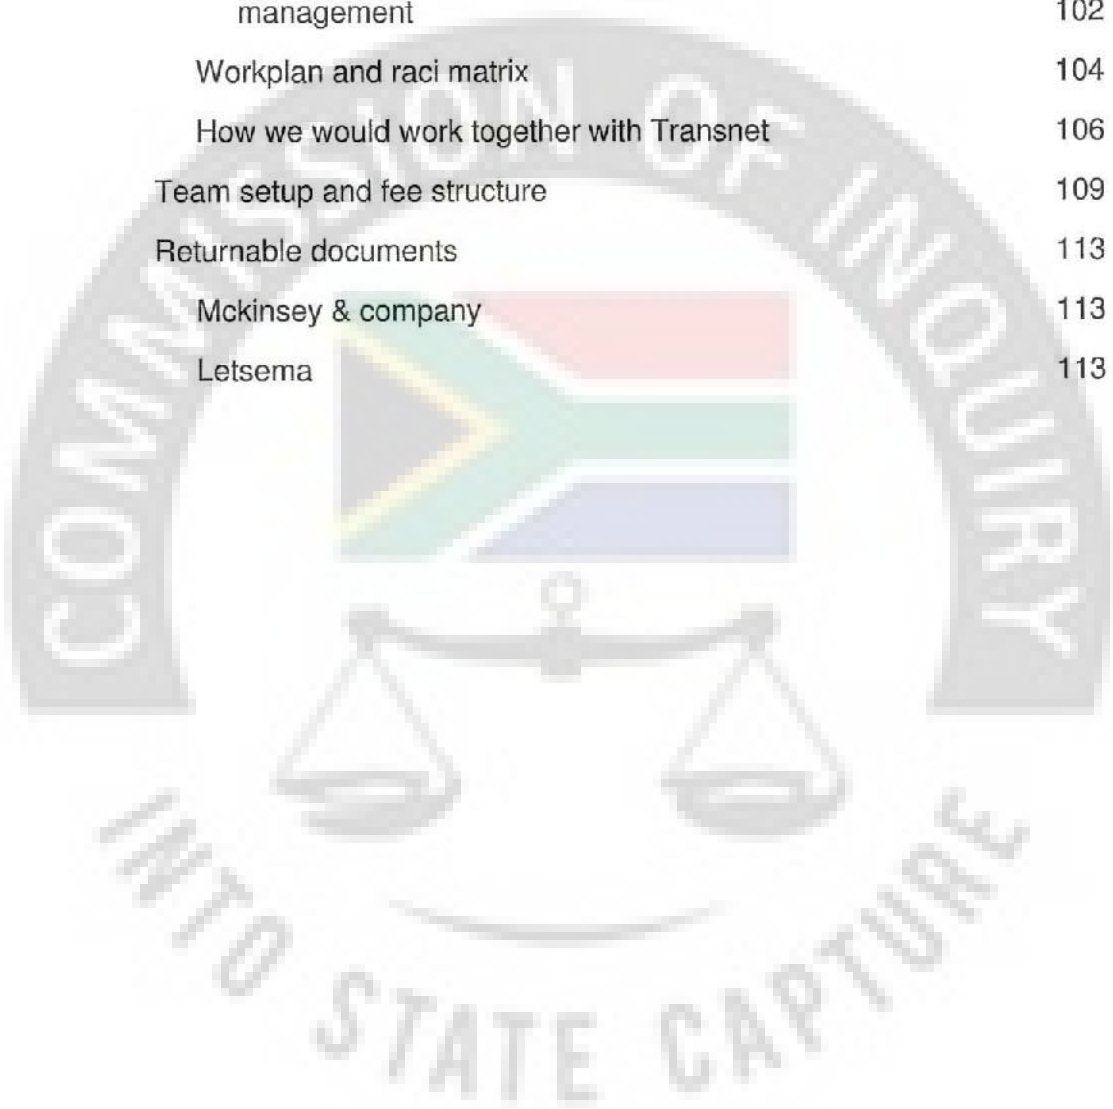 management 102
Workplan and raci matrix 104
How we would work together with Transnet 106
Team setup and fee structure 109
Returnable documents 113
Mckinsey & company 113
Letsema 113
COMMISSION OF INQUIRY
INTO STATE CAPTURE